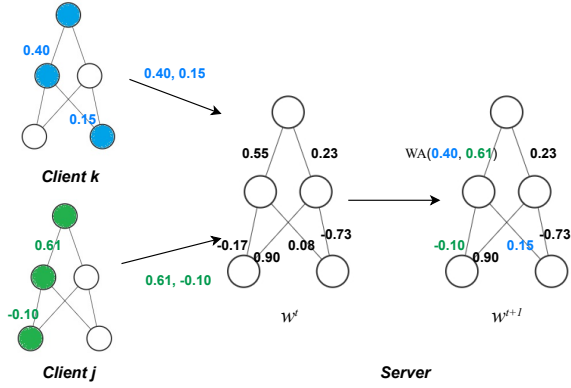 0.40
0.15
Client k
0.40, 0.15
0.61
-0.10
Client j
0.61, -0.10
0.55
0.23
-0.17
0.90
0.08
-0.73
w^t
WA(0.40, 0.61)
0.23
-0.10
0.90
0.15
-0.73
w^{t+1}
Server